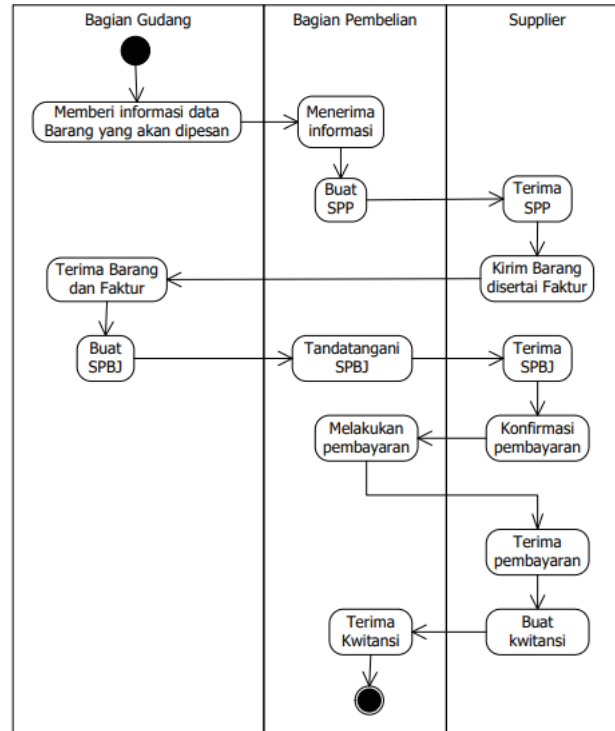 Bagian Gudang
Bagian Pembelian
Supplier
Memberi informasi data
Barang yang akan dipesan
Menerima
informasi
Buat
SPP
Terima
SPP
Kirim Barang
disertai Faktur
Terima Barang
dan Faktur
Buat
SPBJ
Tandatangani
SPBJ
Terima
SPBJ
Konfirmasi
pembayaran
Melakukan
pembayaran
Terima
pembayaran
Buat
kwitansi
Terima
Kwitansi